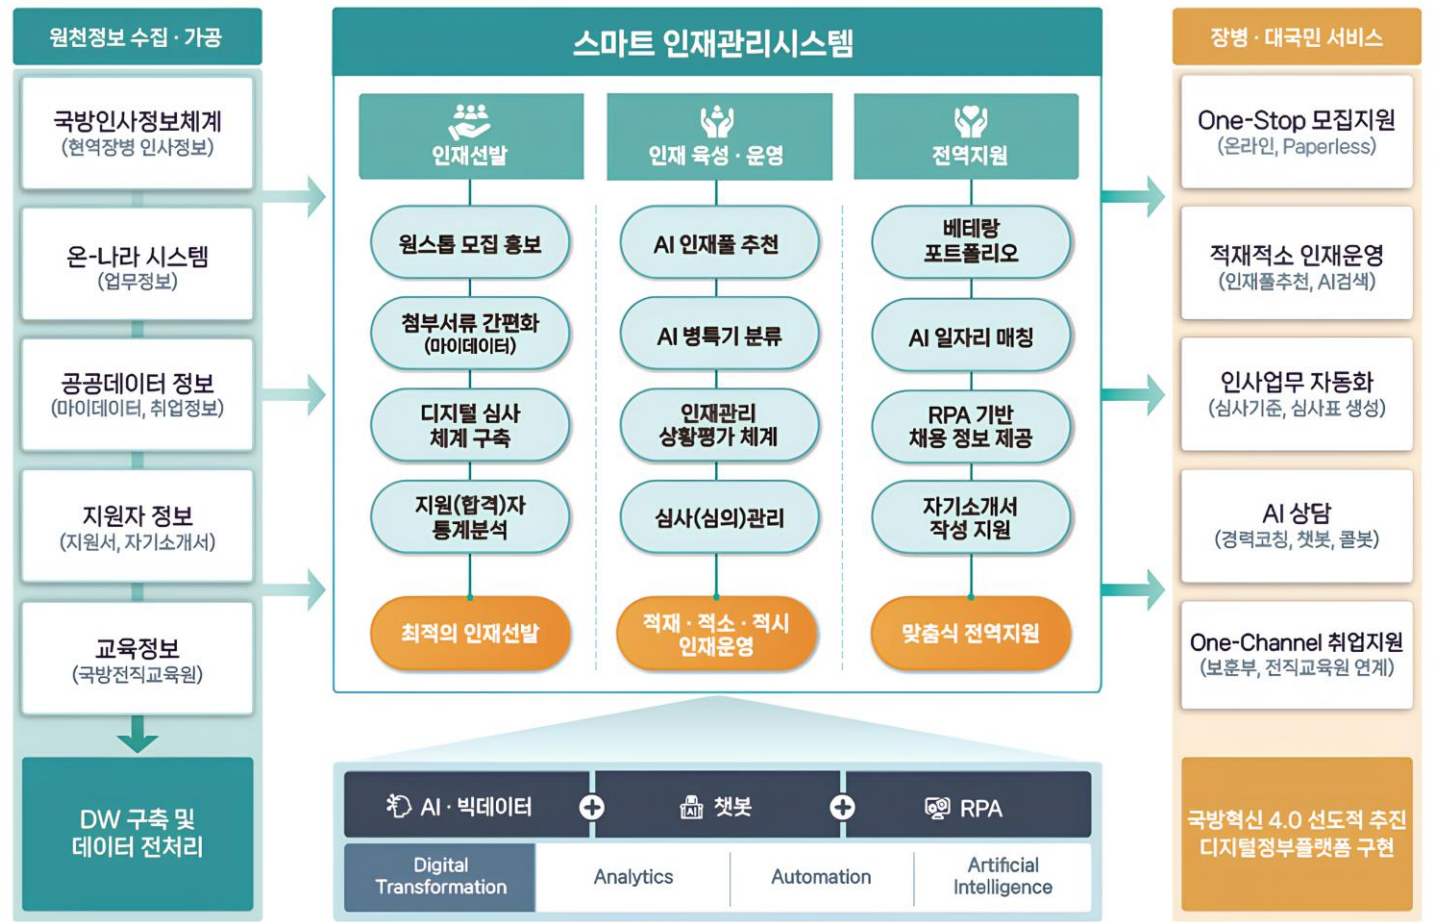 원천정보 수집 · 가공
국방인사정보체계
(현역장병 인사정보)
온-나라 시스템
(업무정보)
공공데이터 정보
(마이데이터, 취업정보)
지원자 정보
(지원서, 자기소개서)
교육정보
(국방전직교육원)
DW 구축 및
데이터 전처리
스마트 인재관리시스템
인재선발
원스톱 모집 홍보
첨부서류 간편화
(마이데이터)
디지털 심사
체계 구축
지원(합격)자
통계분석
최적의 인재선발
인재 육성 · 운영
AI 인재풀 추천
AI 병특기 분류
인재관리
상황평가 체계
심사(심의)관리
적재 · 적소 · 적시
인재운영
전역지원
베테랑
포트폴리오
AI 일자리 매칭
RPA 기반
채용 정보 제공
자기소개서
작성 지원
맞춤식 전역지원
AI · 빅데이터
AI
챗봇
RPA
Digital
Transformation
Analytics
Automation
Artificial
Intelligence
장병 · 대국민 서비스
One-Stop 모집지원
(온라인, Paperless)
적재적소 인재운영
(인재풀추천, AI검색)
인사업무 자동화
(심사기준, 심사표 생성)
AI 상담
(경력코칭, 챗봇, 콜봇)
One-Channel 취업지원
(보훈부, 전직교육원 연계)
국방혁신 4.0 선도적 추진
디지털정부플랫폼 구현